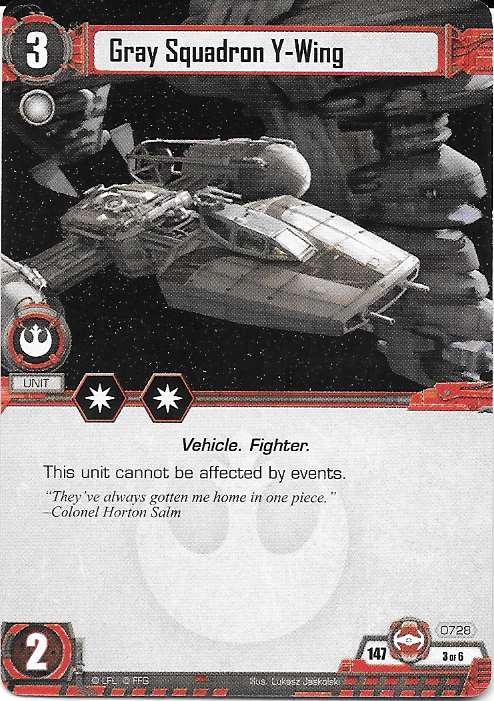 3
Gray Squadron Y-Wing
UNIT
Vehicle. Fighter.
This unit cannot be affected by events.
“They’ve always gotten me home in one piece.”
–Colonel Horton Salm
2
0728
147
3 of 6
© LFL © FFG
Illus. Lukasz Jaskolski